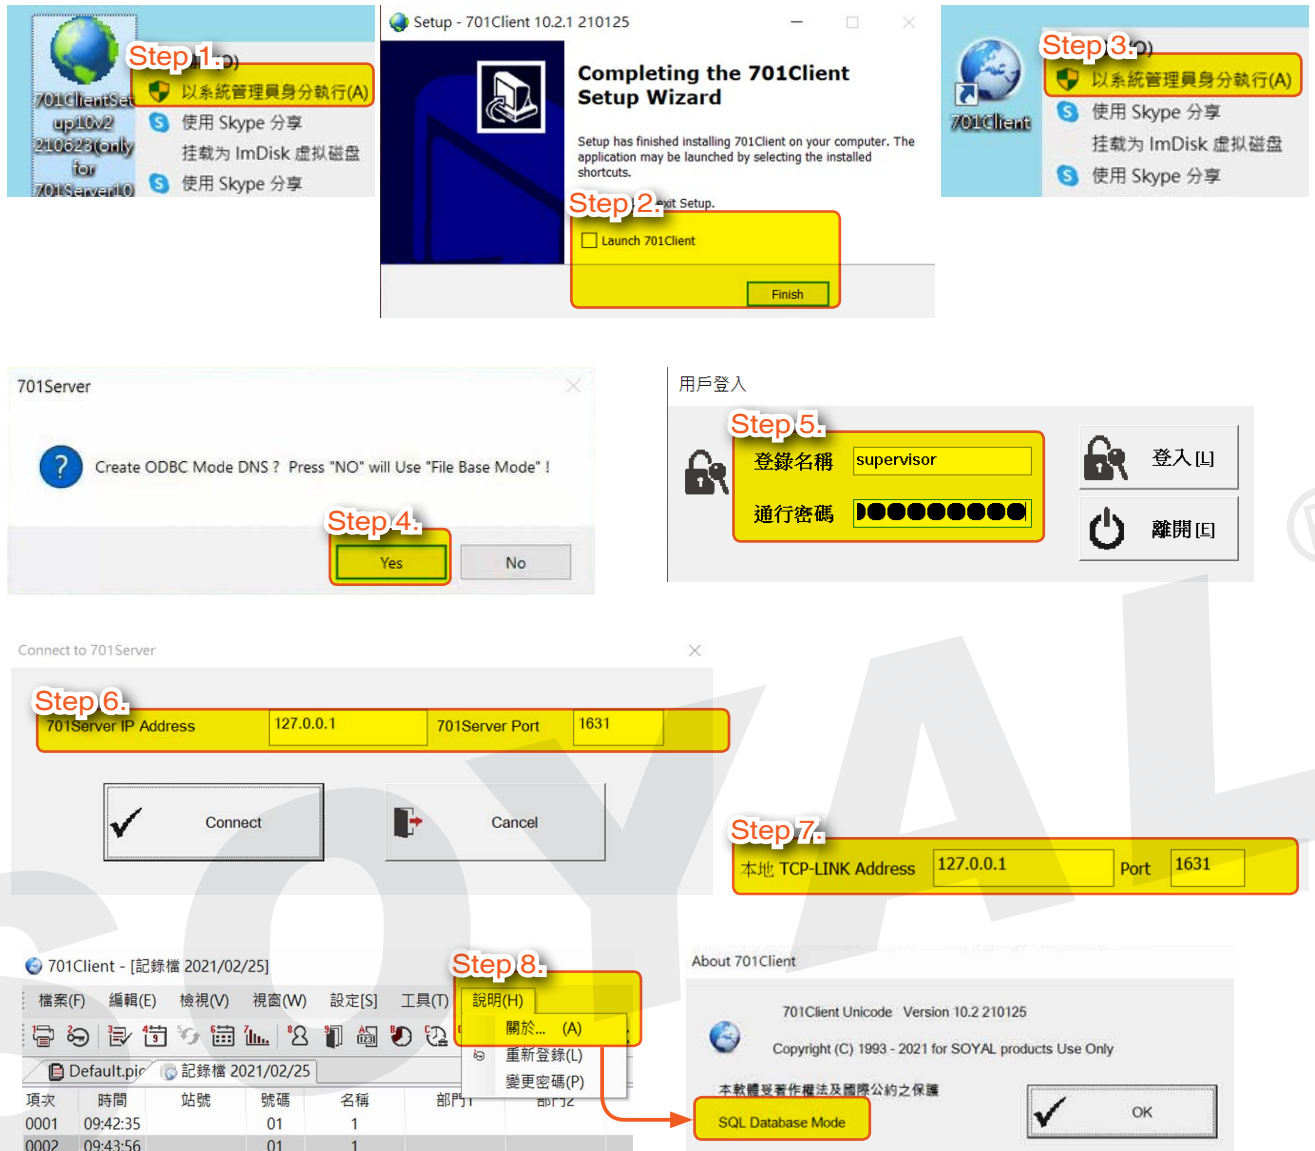 Step 1.
以系統管理員身分執行(A)
使用 Skype 分享
挂载为 ImDisk 虚拟磁盘
使用 Skype 分享
701ClientSet
up10v2
210623(only
for
701Server10
Setup - 701Client 10.2.1 210125
Completing the 701Client
Setup Wizard
Setup has finished installing 701Client on your computer. The
application may be launched by selecting the installed
shortcuts.
Step 2.
exit Setup.
Launch 701Client
Finish
Step 3.
(O)
以系統管理員身分執行(A)
使用 Skype 分享
挂载为 ImDisk 虚拟磁盘
使用 Skype 分享
701Client
701Server
Create ODBC Mode DNS ? Press "NO" will Use "File Base Mode" !
Step 4.
Yes
No
用戶登入
Step 5.
登錄名稱 supervisor
通行密碼
登入[L]
離開[E]
Connect to 701Server
Step 6.
701Server IP Address 127.0.0.1 701Server Port 1631
Connect
Cancel
Step 7.
本地 TCP-LINK Address 127.0.0.1 Port 1631
701Client - [記錄檔 2021/02/25]
Step 8.
檔案(F) 編輯(E) 檢視(V) 視窗(W) 設定[S] 工具(T) 說明(H)
關於... (A)
重新登錄(L)
變更密碼(P)
Default.pic 記錄檔 2021/02/25
項次 時間 站號 號碼 名稱 部門1 部門2
0001 09:42:35 01 1
0002 09:43:56 01 1
About 701Client
701Client Unicode Version 10.2 210125
Copyright (C) 1993 - 2021 for SOYAL products Use Only
本軟體受著作權法及國際公約之保護
SQL Database Mode
OK
SOYAL
®